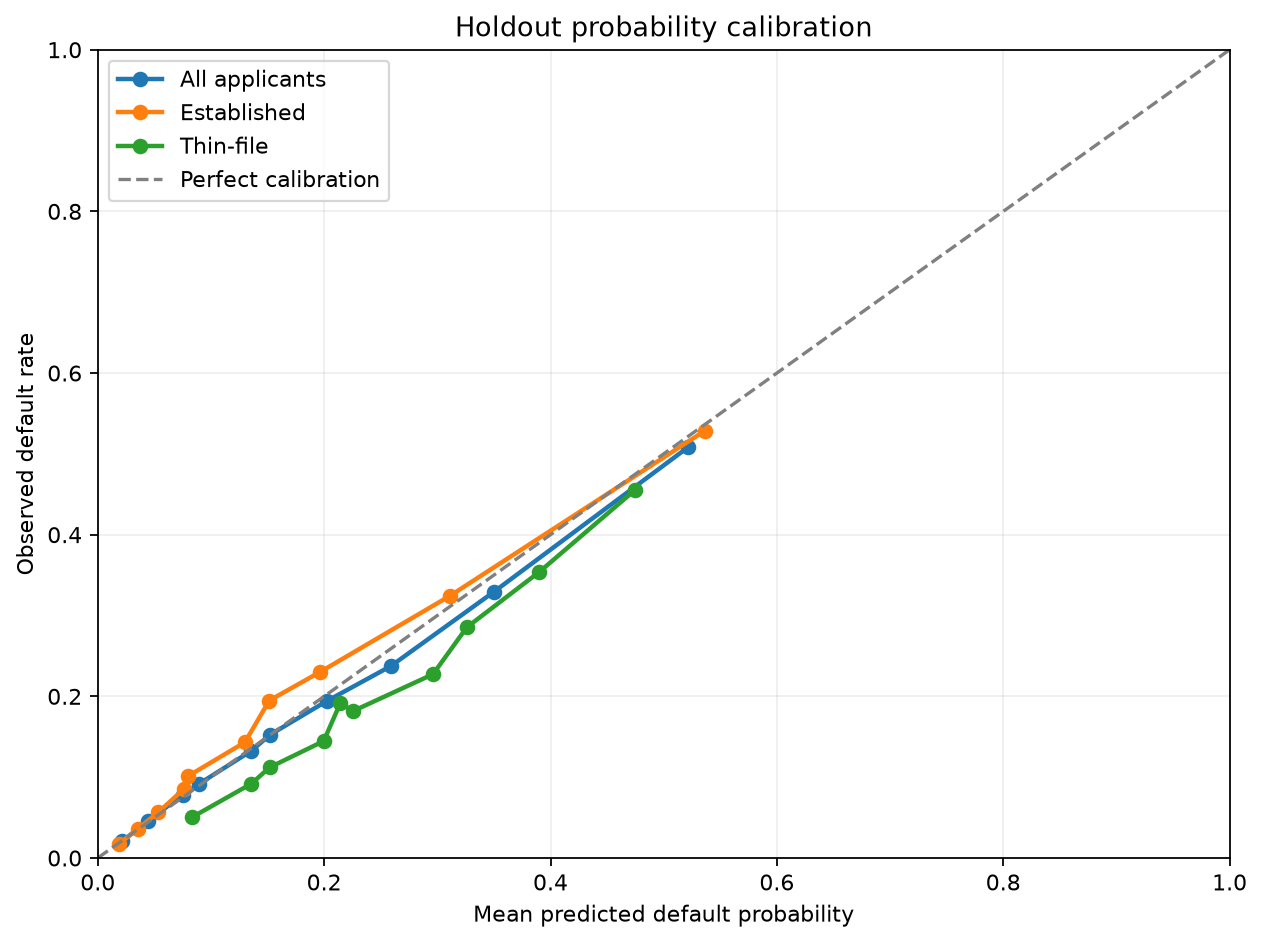 Holdout probability calibration
All applicants
Established
Thin-file
Perfect calibration
1.0
0.8
0.6
0.4
0.2
0.0
Observed default rate
0.0 0.2 0.4 0.6 0.8 1.0
Mean predicted default probability